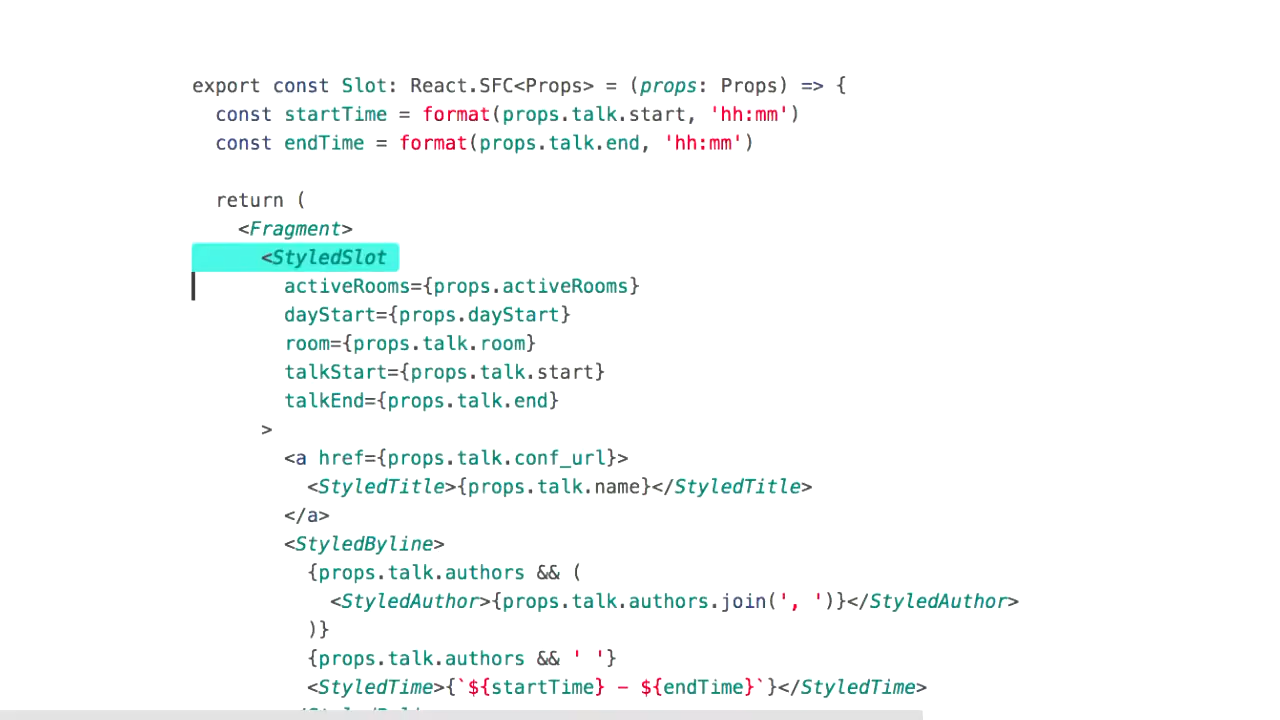 export const Slot: React.SFC<Props> = (props: Props) => {
  const startTime = format(props.talk.start, 'hh:mm')
  const endTime = format(props.talk.end, 'hh:mm')

  return (
    <Fragment>
      <StyledSlot
        activeRooms={props.activeRooms}
        dayStart={props.dayStart}
        room={props.talk.room}
        talkStart={props.talk.start}
        talkEnd={props.talk.end}
      >
        <a href={props.talk.conf_url}>
          <StyledTitle>{props.talk.name}</StyledTitle>
        </a>
        <StyledByline>
          {props.talk.authors && (
            <StyledAuthor>{props.talk.authors.join(', ')}</StyledAuthor>
          )}
          {props.talk.authors && ' '}
          <StyledTime>{`${startTime} – ${endTime}`}</StyledTime>